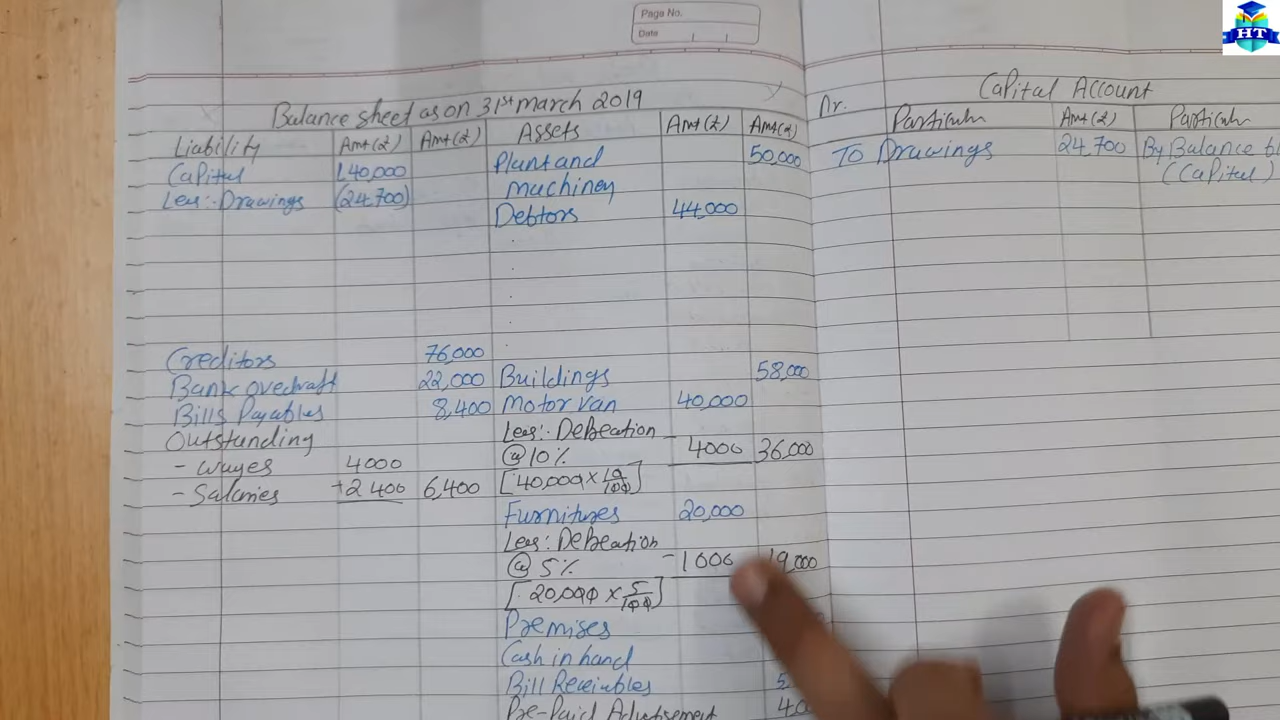 Page No.
Date
HT
Balance sheet as on 31st march 2019
Liability Amt(₹) Amt(₹) Assets Amt(₹) Amt(₹)
Capital 1,40,000 Plant and 50,000
machinery
Less:- Drawings (24,700)
Debtors 44,000
Creditors 76,000
Bank ovedraft 22,000 Buildings 58,000
Bills Payables 8,400 Motor van 40,000
Outstanding Less:-
- Wages 4000 @ 10% - 4000 36,000
- Salaries +2400 6,400 [40,000 × 10/100]
Furnitures 20,000
Less:-
@ 5% - 1000 19,000
[20,000 × 5/100]
Premises
Cash in hand
Bill Receivables
Pre-Paid Advertisement
Capital Account
Dr.
Particular Amt(₹) Particular
To Drawings 24,700 By Balance
(Capital)